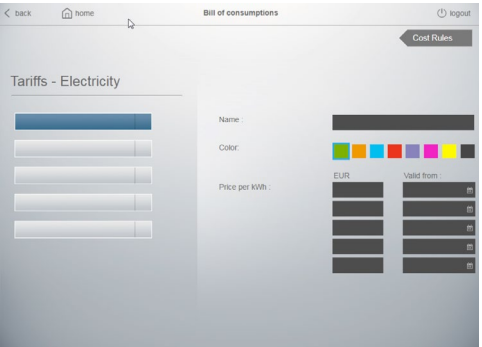 back
home
Bill of consumptions
logout
Cost Rules
Tariffs - Electricity
Name :
Color:
EUR
Valid from :
Price per kWh :